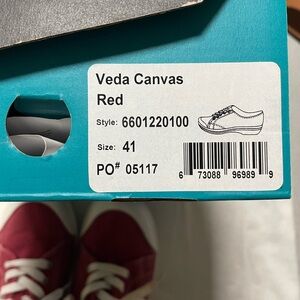 Veda Canvas
Red
Style: 6601220100
Size: 41
PO# 05117
6 73088 96989 9